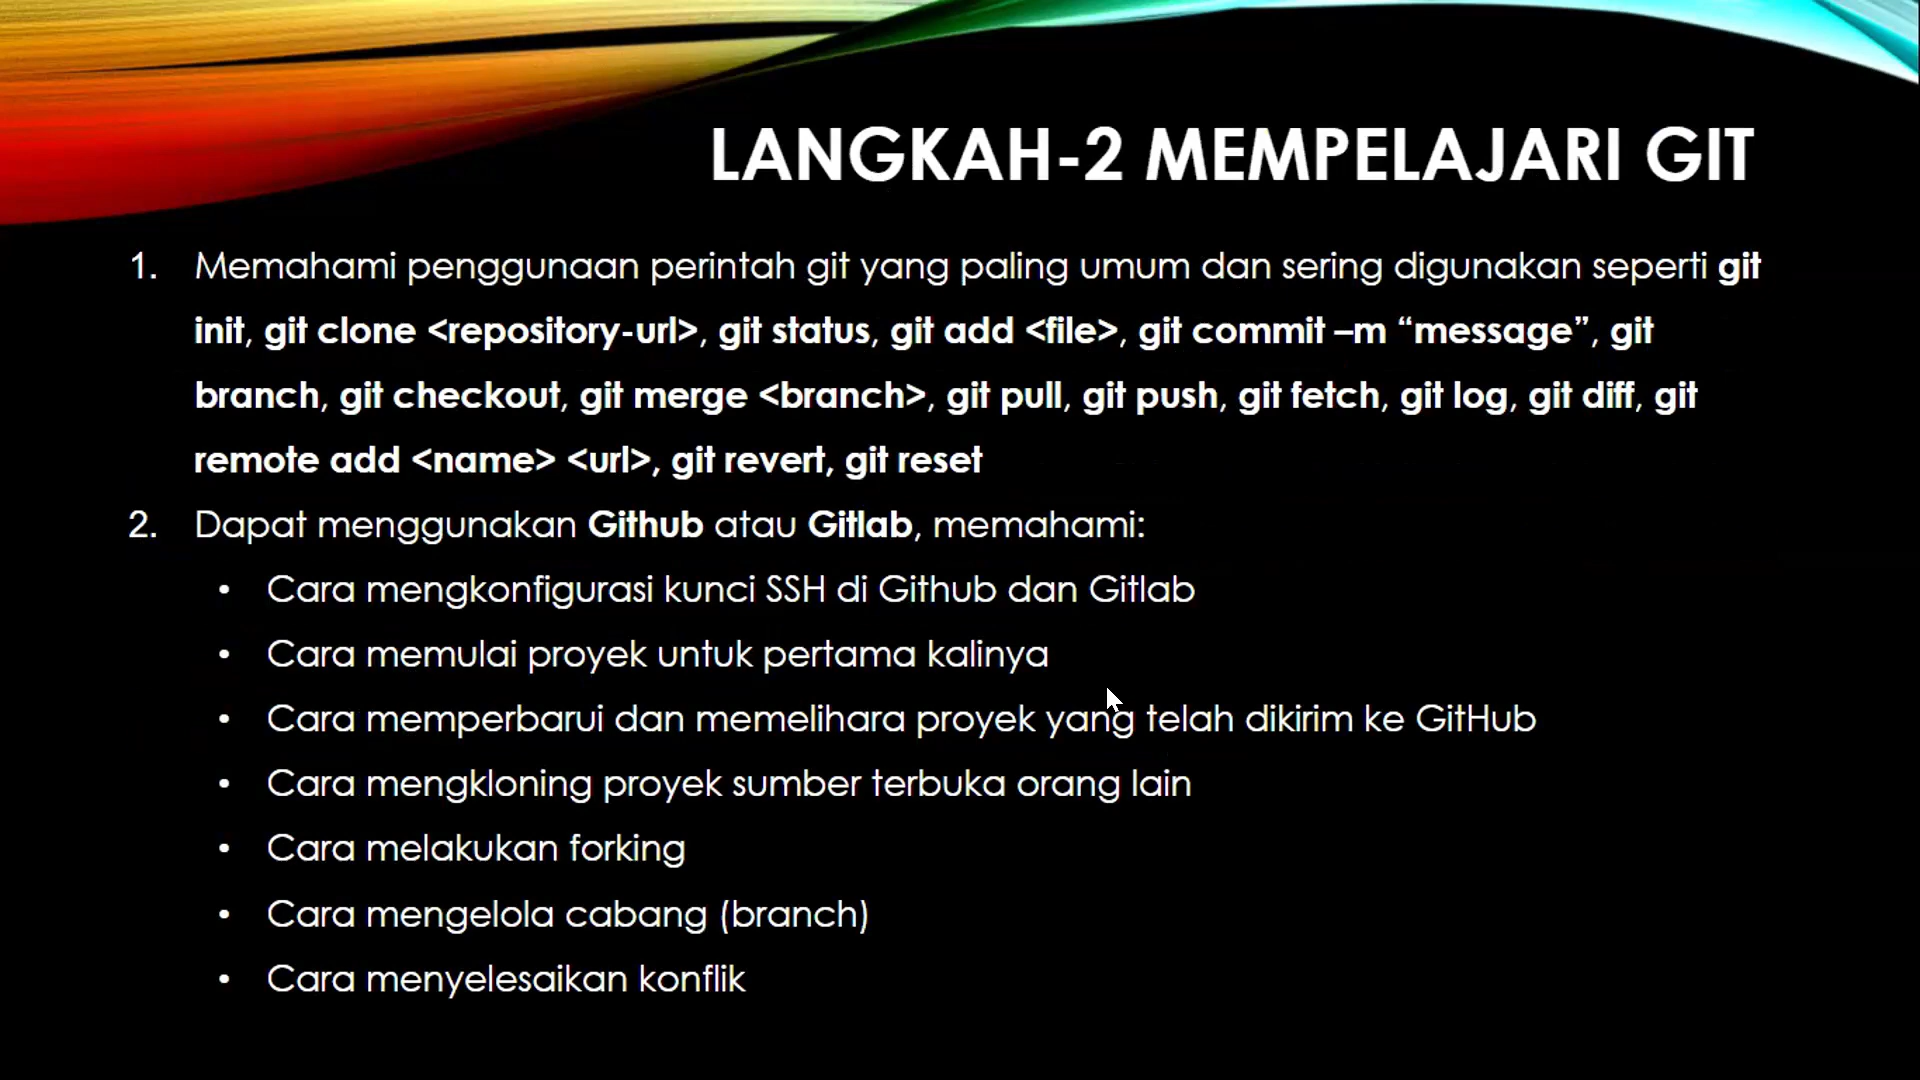 LANGKAH-2 MEMPELAJARI GIT
1. Memahami penggunaan perintah git yang paling umum dan sering digunakan seperti git
init, git clone <repository-url>, git status, git add <file>, git commit –m “message”, git
branch, git checkout, git merge <branch>, git pull, git push, git fetch, git log, git diff, git
remote add <name> <url>, git revert, git reset
2. Dapat menggunakan Github atau Gitlab, memahami:
• Cara mengkonfigurasi kunci SSH di Github dan Gitlab
• Cara memulai proyek untuk pertama kalinya
• Cara memperbarui dan memelihara proyek yang telah dikirim ke GitHub
• Cara mengkloning proyek sumber terbuka orang lain
• Cara melakukan forking
• Cara mengelola cabang (branch)
• Cara menyelesaikan konflik